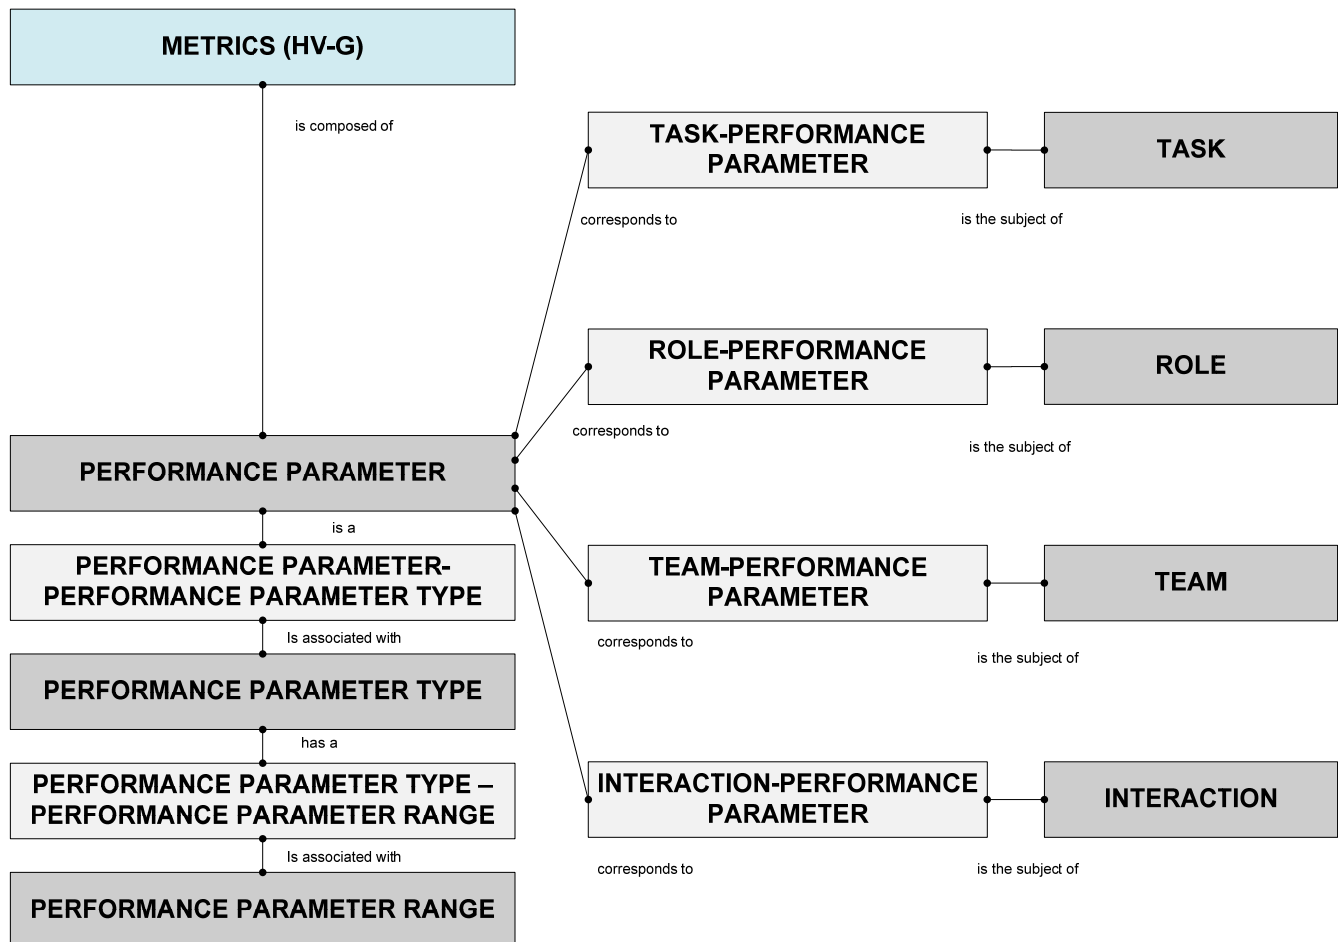 METRICS (HV-G)
is composed of
TASK-PERFORMANCE
PARAMETER
TASK
corresponds to
is the subject of
ROLE-PERFORMANCE
PARAMETER
ROLE
corresponds to
is the subject of
PERFORMANCE PARAMETER
is a
PERFORMANCE PARAMETER-
PERFORMANCE PARAMETER TYPE
TEAM-PERFORMANCE
PARAMETER
TEAM
Is associated with
corresponds to
is the subject of
PERFORMANCE PARAMETER TYPE
has a
PERFORMANCE PARAMETER TYPE –
PERFORMANCE PARAMETER RANGE
INTERACTION-PERFORMANCE
PARAMETER
INTERACTION
Is associated with
corresponds to
is the subject of
PERFORMANCE PARAMETER RANGE